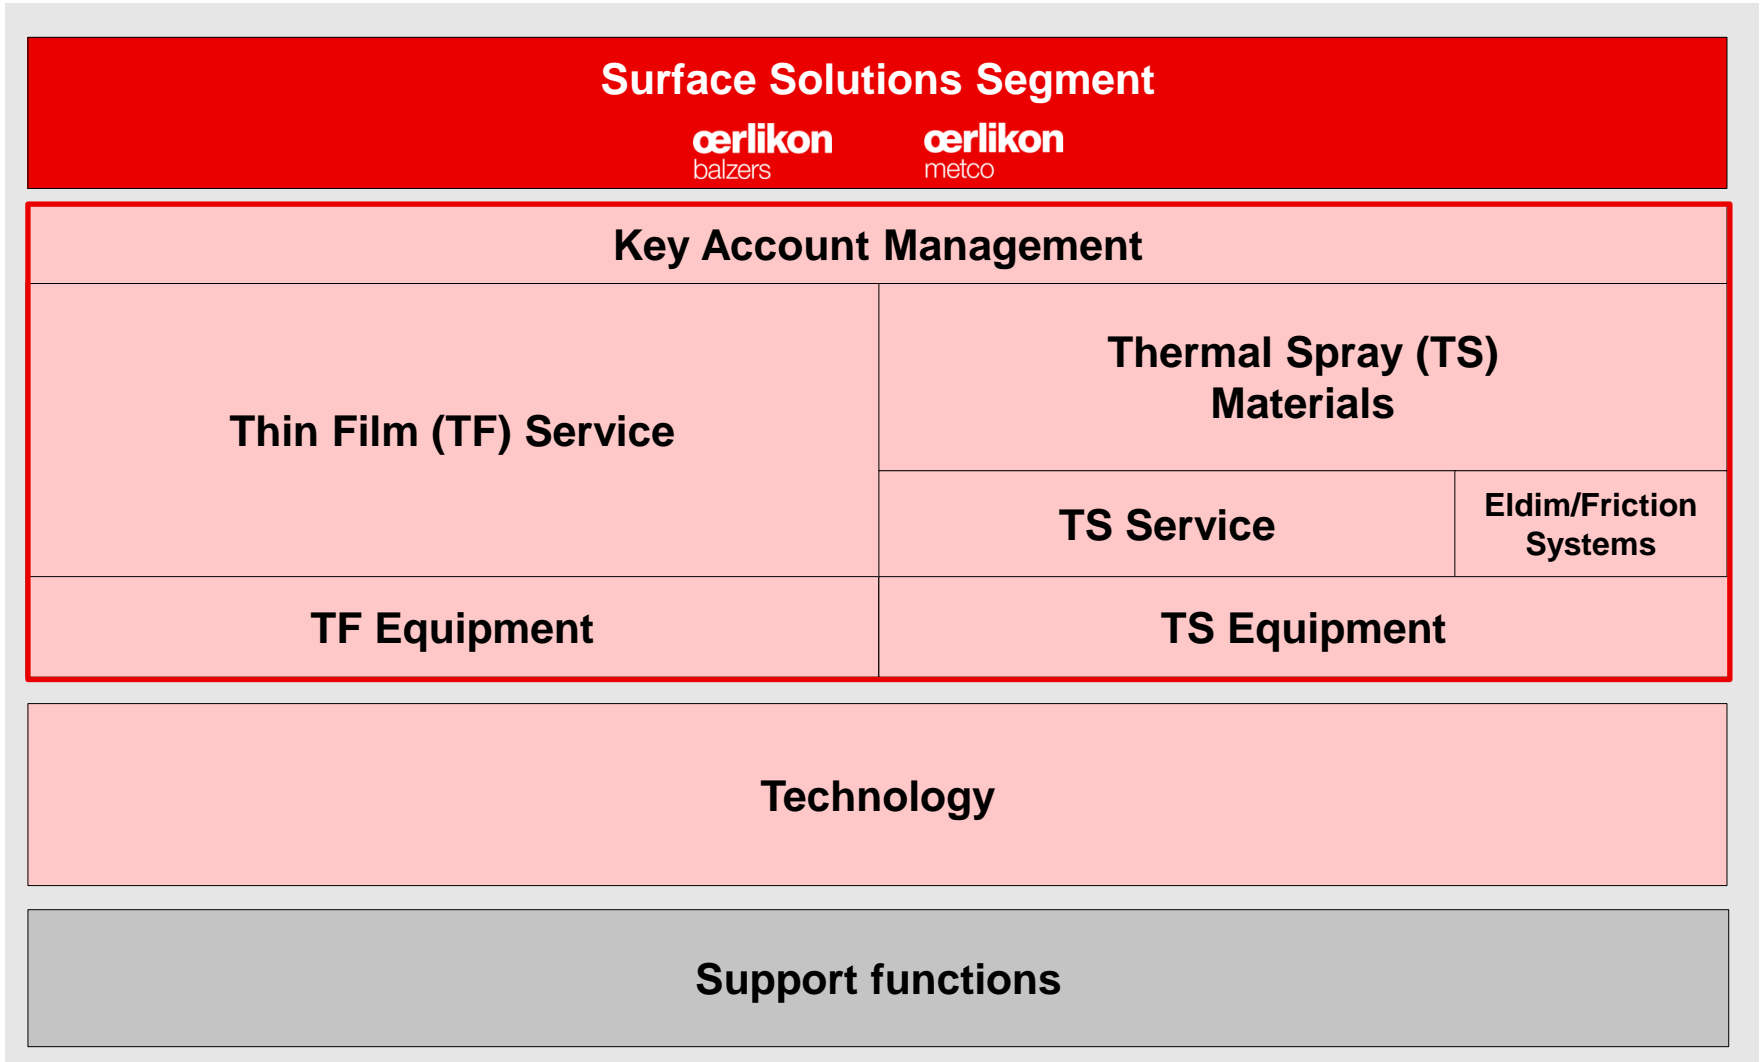 Surface Solutions Segment
œrlikon œrlikon
balzers metco
Key Account Management
Thin Film (TF) Service
Thermal Spray (TS)
Materials
TS Service
Eldim/Friction
Systems
TF Equipment
TS Equipment
Technology
Support functions